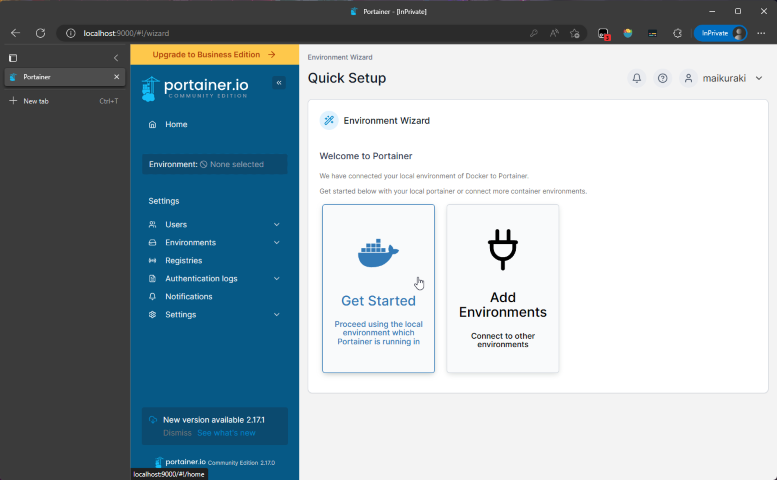 Portainer - [InPrivate]
localhost:9000/#!/wizard
InPrivate
Portainer
New tab
Ctrl+T
Upgrade to Business Edition
portainer.io
COMMUNITY EDITION
Home
Environment: None selected
Settings
Users
Environments
Registries
Authentication logs
Notifications
Settings
New version available 2.17.1
Dismiss See what's new
portainer.io Community Edition 2.17.0
localhost:9000/#!/home
Environment Wizard
Quick Setup
maikuraki
Environment Wizard
Welcome to Portainer
We have connected your local environment of Docker to Portainer.
Get started below with your local portainer or connect more container environments.
Get Started
Proceed using the local
environment which
Portainer is running in
Add
Environments
Connect to other
environments